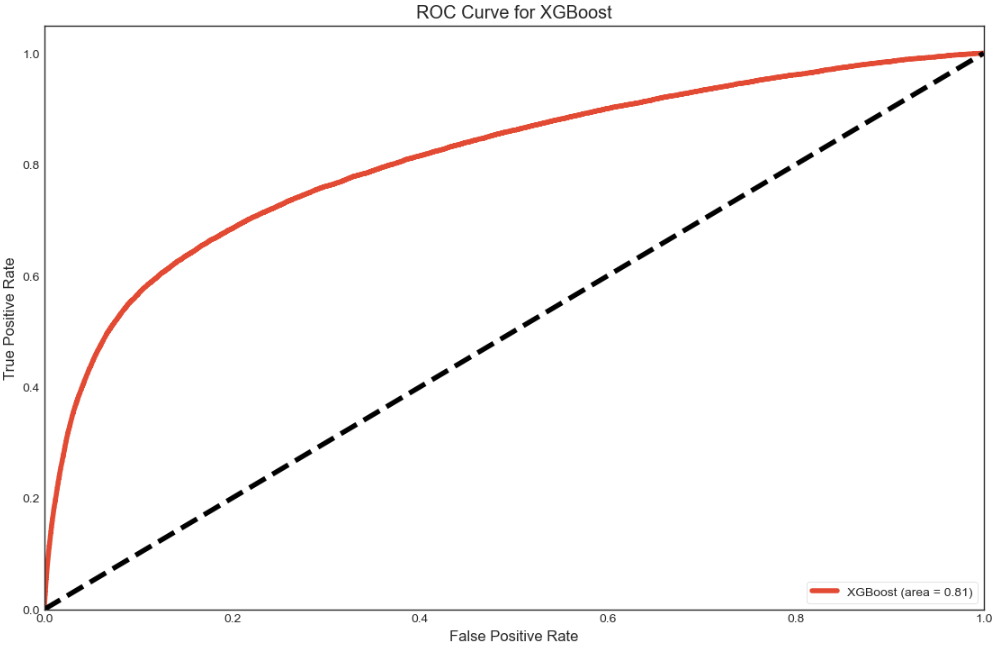 ROC Curve for XGBoost
1.0
0.8
0.6
0.4
0.2
0.0
True Positive Rate
0.0 0.2 0.4 0.6 0.8 1.0
False Positive Rate
XGBoost (area = 0.81)